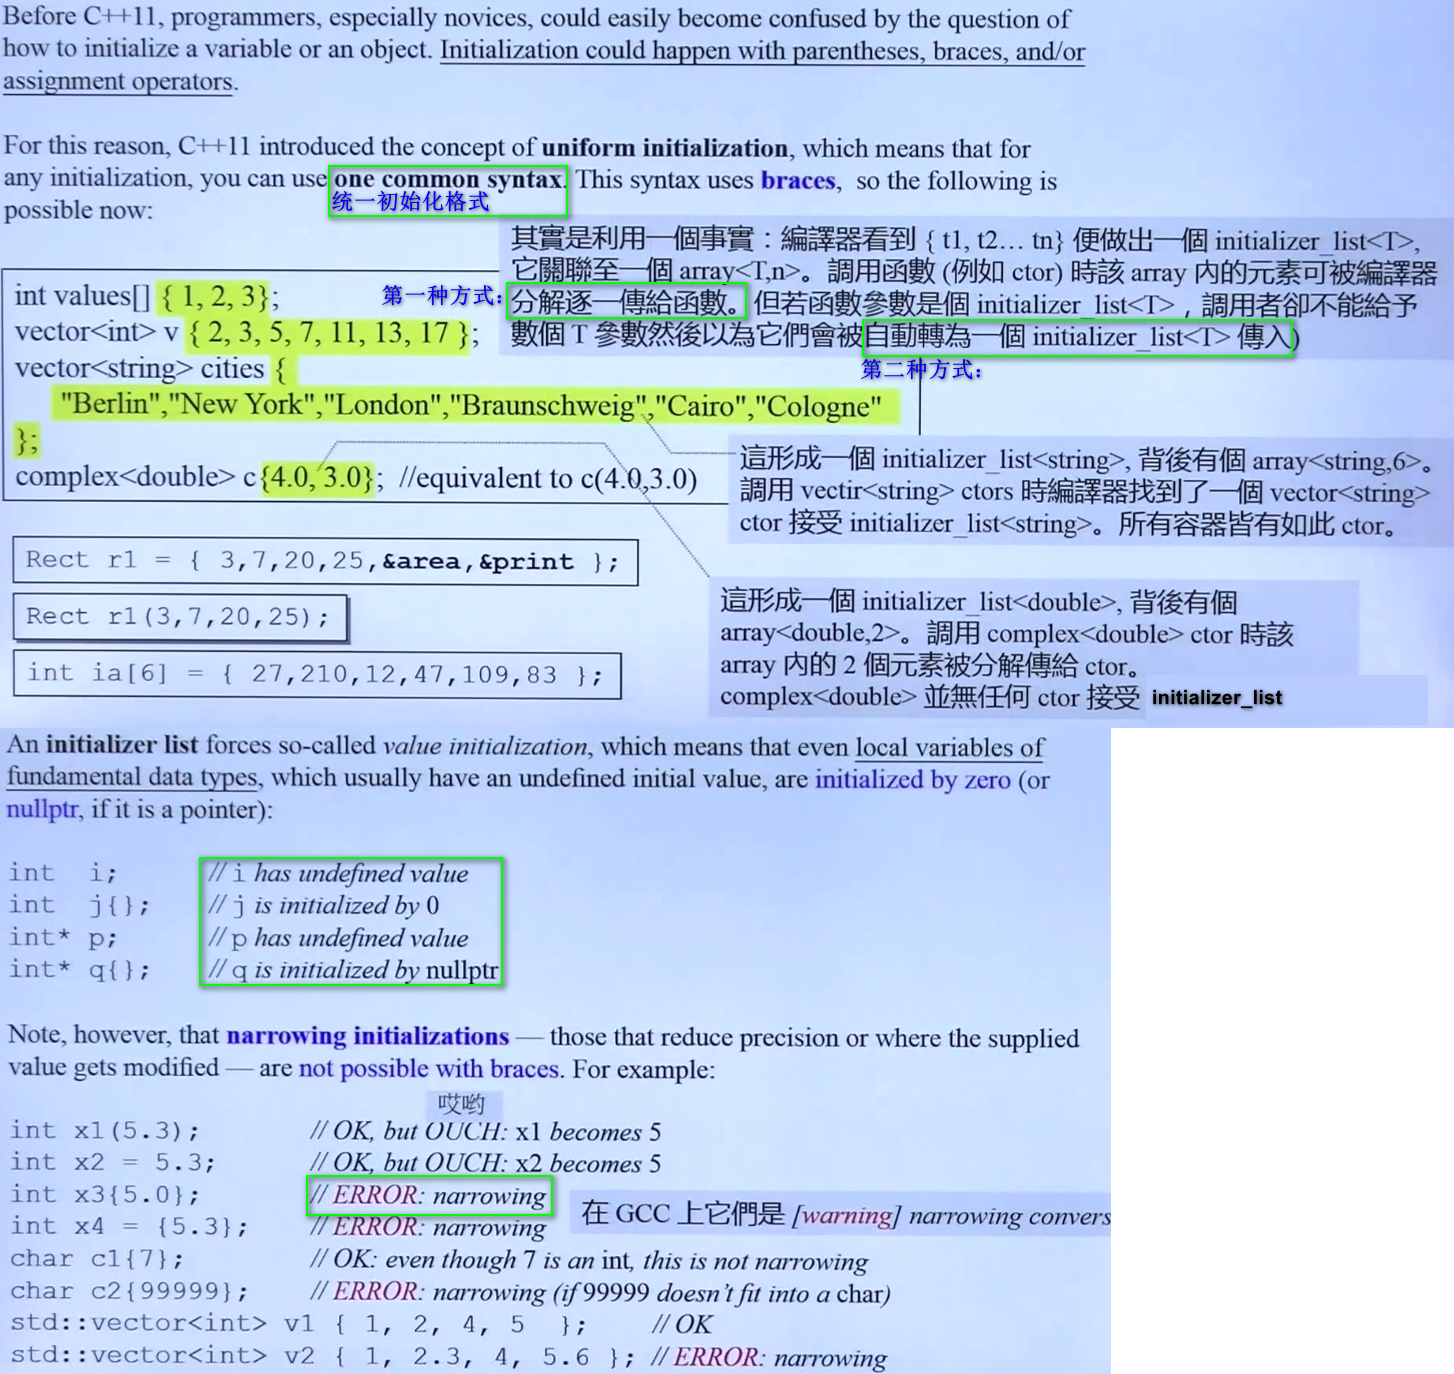 Before C++11, programmers, especially novices, could easily become confused by the question of
how to initialize a variable or an object. Initialization could happen with parentheses, braces, and/or
assignment operators.
For this reason, C++11 introduced the concept of uniform initialization, which means that for
any initialization, you can use one common syntax. This syntax uses braces, so the following is
统一初始化格式
possible now:
其實是利用一個事實：編譯器看到 { t1, t2… tn} 便做出一個 initializer_list<T>,
它關聯至一個 array<T,n>。調用函數 (例如 ctor) 時該 array 內的元素可被編譯器
第一种方式：
分解逐一傳給函數。但若函數參數是個 initializer_list<T>，調用者卻不能給予
數個 T 參數然後以為它們會被自動轉為一個 initializer_list<T> 傳入)
第二种方式：
int values[] { 1, 2, 3};
vector<int> v { 2, 3, 5, 7, 11, 13, 17 };
vector<string> cities {
"Berlin","New York","London","Braunschweig","Cairo","Cologne"
};
complex<double> c{4.0, 3.0}; //equivalent to c(4.0,3.0)
這形成一個 initializer_list<string>, 背後有個 array<string,6>。
調用 vectir<string> ctors 時編譯器找到了一個 vector<string>
ctor 接受 initializer_list<string>。所有容器皆有如此 ctor。
Rect r1 = { 3,7,20,25,&area,&print };
Rect r1(3,7,20,25);
int ia[6] = { 27,210,12,47,109,83 };
這形成一個 initializer_list<double>, 背後有個
array<double,2>。調用 complex<double> ctor 時該
array 內的 2 個元素被分解傳給 ctor。
complex<double> 並無任何 ctor 接受 initializer_list
An initializer list forces so-called value initialization, which means that even local variables of
fundamental data types, which usually have an undefined initial value, are initialized by zero (or
nullptr, if it is a pointer):
int i; // i has undefined value
int j{}; // j is initialized by 0
int* p; // p has undefined value
int* q{}; // q is initialized by nullptr
Note, however, that narrowing initializations — those that reduce precision or where the supplied
value gets modified — are not possible with braces. For example:
哎哟
int x1(5.3); // OK, but OUCH: x1 becomes 5
int x2 = 5.3; // OK, but OUCH: x2 becomes 5
int x3{5.0}; // ERROR: narrowing
在 GCC 上它們是 [warning] narrowing convers
int x4 = {5.3}; // ERROR: narrowing
char c1{7}; // OK: even though 7 is an int, this is not narrowing
char c2{99999}; // ERROR: narrowing (if 99999 doesn't fit into a char)
std::vector<int> v1 { 1, 2, 4, 5 }; // OK
std::vector<int> v2 { 1, 2.3, 4, 5.6 }; // ERROR: narrowing